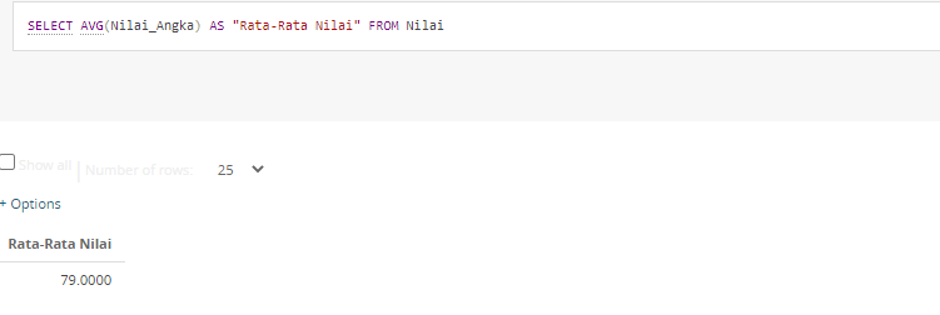 SELECT AVG(Nilai_Angka) AS "Rata-Rata Nilai" FROM Nilai
Show all | Number of rows: 25
+ Options
Rata-Rata Nilai
79.0000